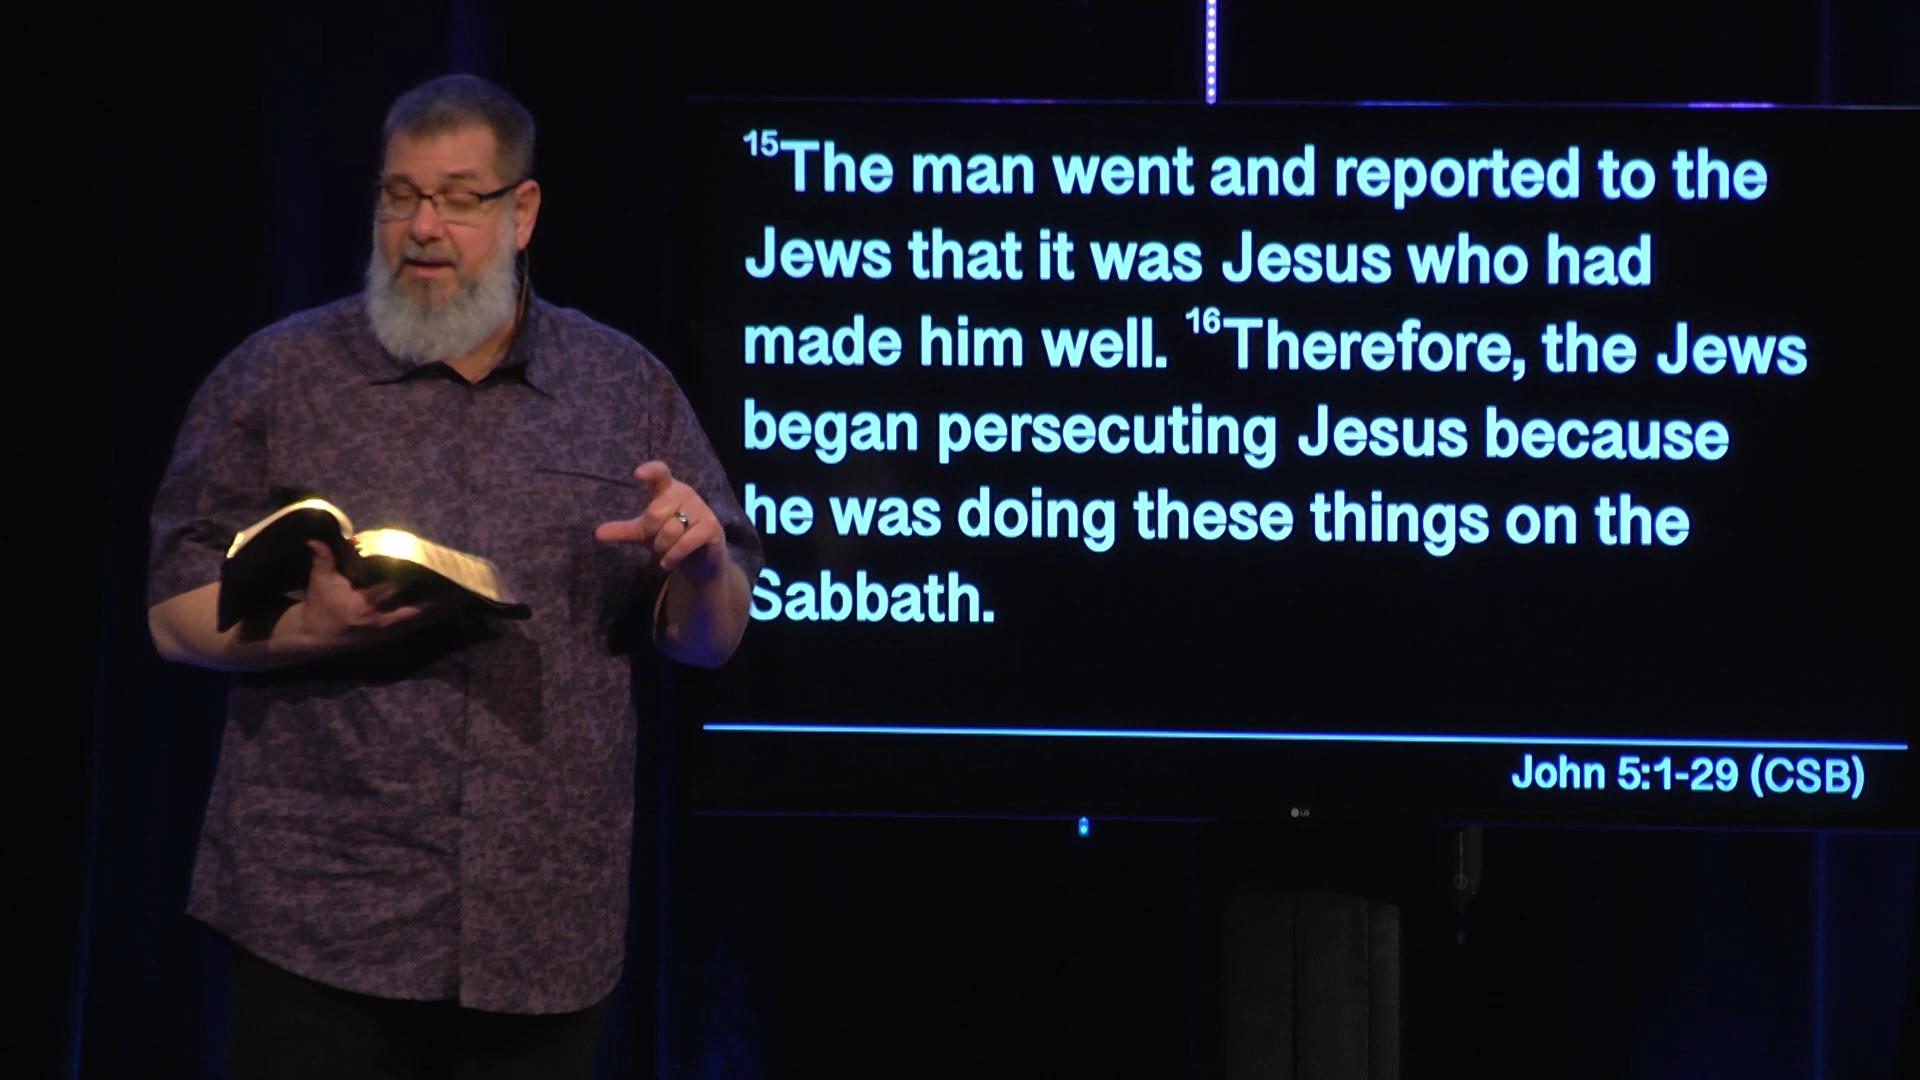 15The man went and reported to the
Jews that it was Jesus who had
made him well. 16Therefore, the Jews
began persecuting Jesus because
he was doing these things on the
Sabbath.
John 5:1-29 (CSB)
LG